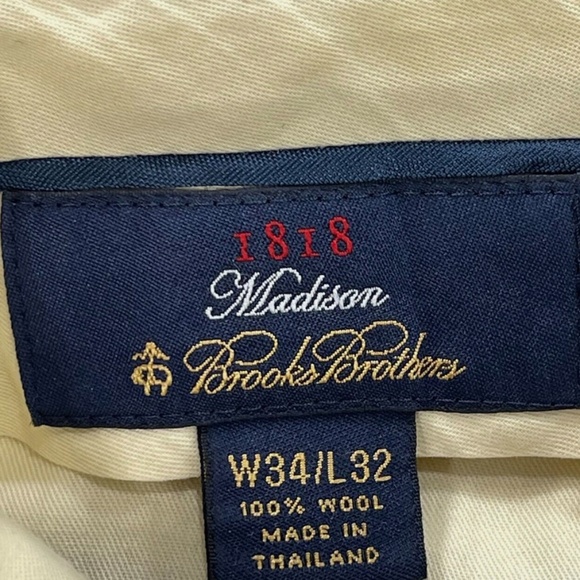 1818
Madison
Brooks Brothers
W34/L32
100% WOOL
MADE IN
THAILAND